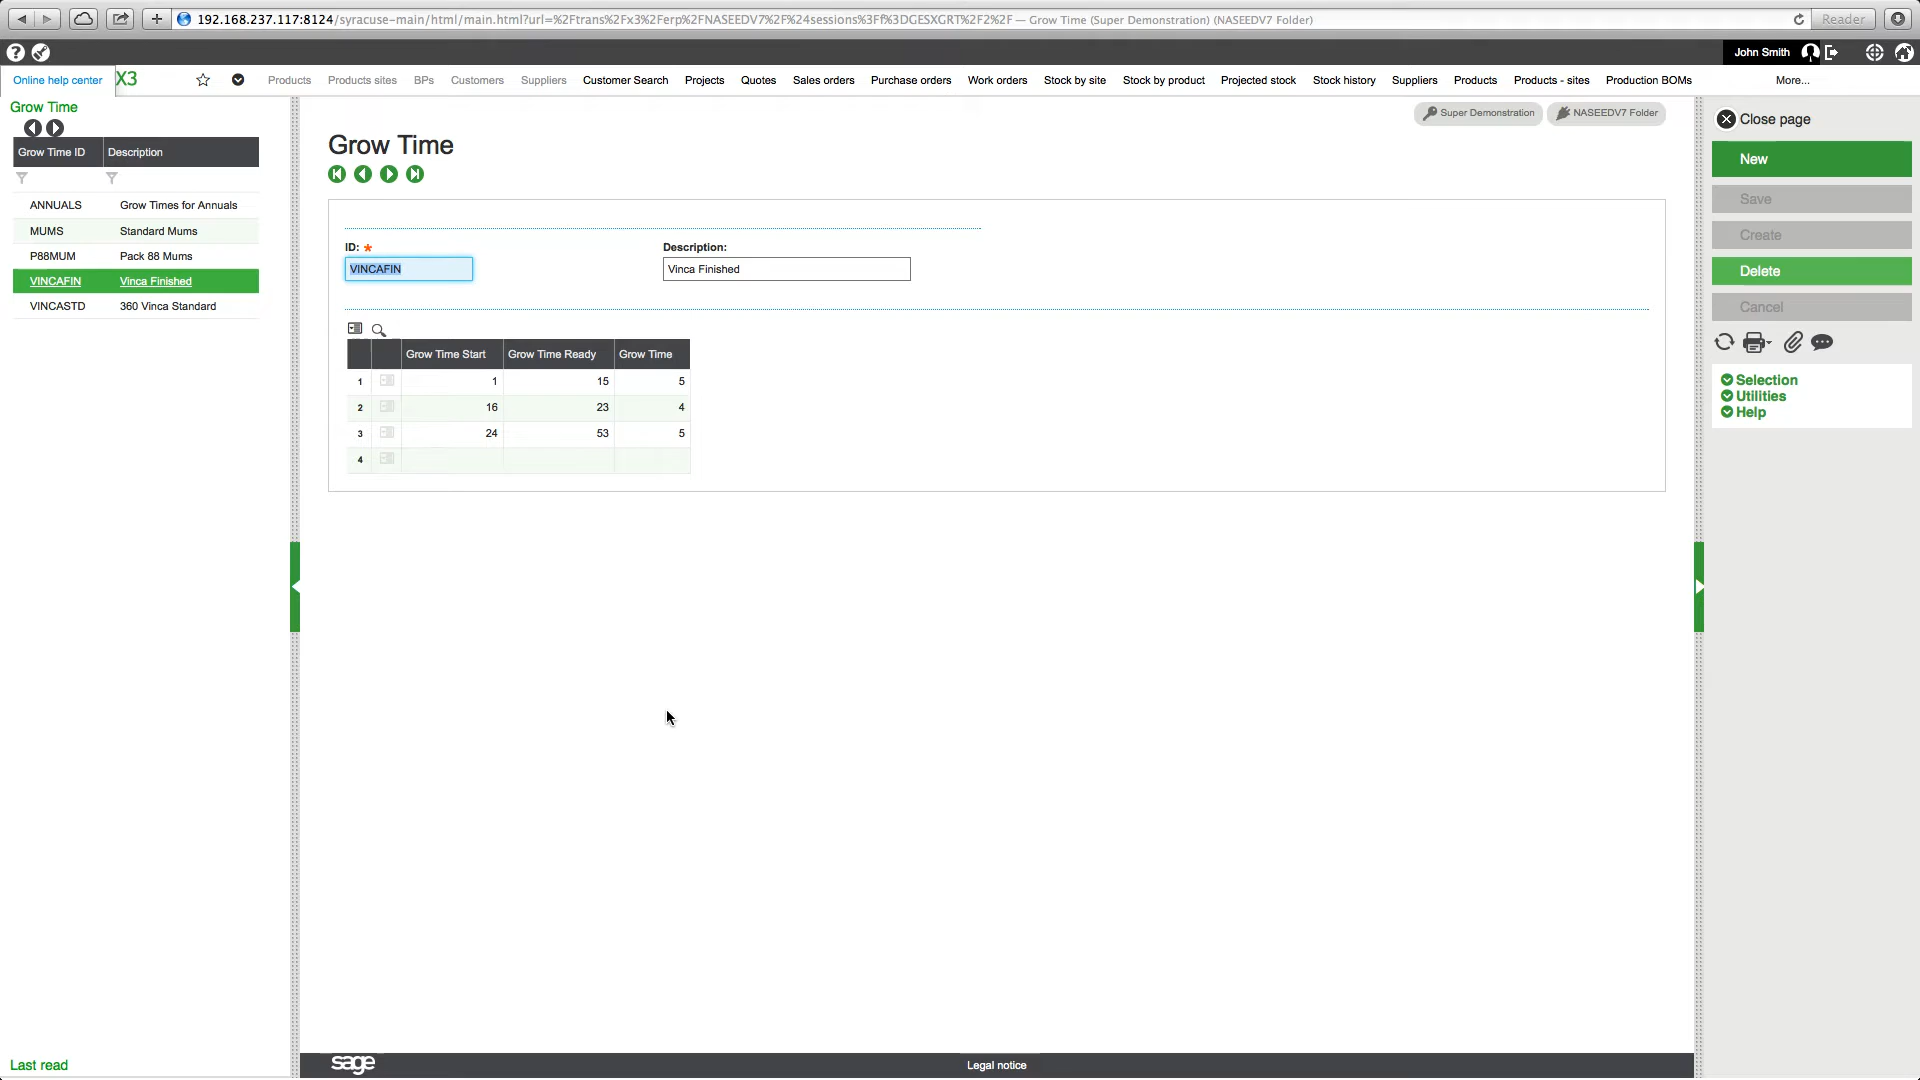 192.168.237.117:8124/syracuse-main/html/main.html?url=%2Ftrans%2Fx3%2Ferp%2FNASEEDV7%2F%24sessions%3Ff%3DGESXGRT%2F2%2F — Grow Time (Super Demonstration) (NASEEDV7 Folder)
Reader
John Smith
Online help center
X3
Products
Products sites
BPs
Customers
Suppliers
Customer Search
Projects
Quotes
Sales orders
Purchase orders
Work orders
Stock by site
Stock by product
Projected stock
Stock history
Suppliers
Products
Products - sites
Production BOMs
More...
Grow Time
Grow Time ID Description
ANNUALS Grow Times for Annuals
MUMS Standard Mums
P88MUM Pack 88 Mums
VINCAFIN Vinca Finished
VINCASTD 360 Vinca Standard
Last read
Super Demonstration
NASEEDV7 Folder
Grow Time
ID: *
Description:
VINCAFIN
Vinca Finished
Grow Time Start Grow Time Ready Grow Time
1 1 15 5
2 16 23 4
3 24 53 5
4
Close page
New
Save
Create
Delete
Cancel
Selection
Utilities
Help
sage
Legal notice